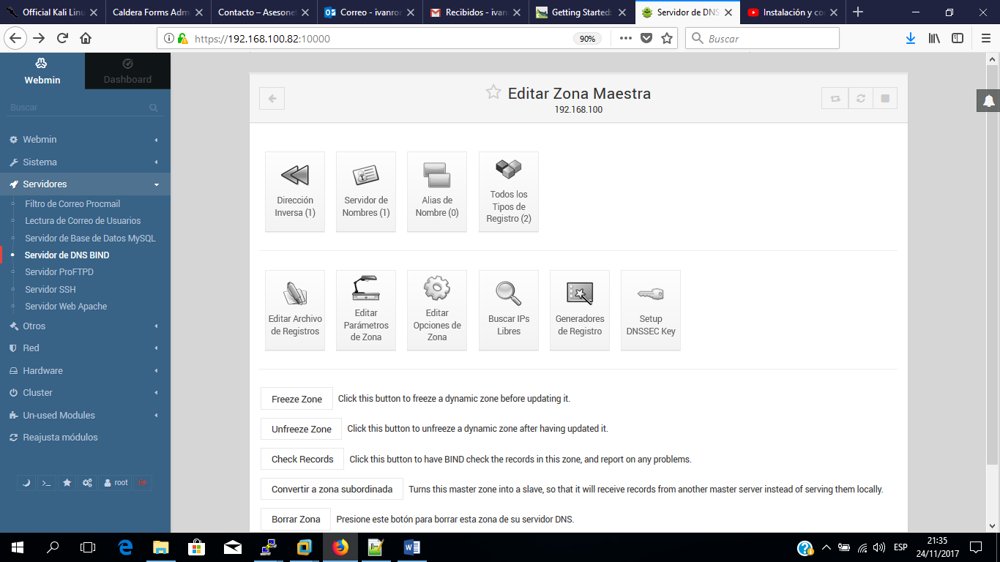 Official Kali Linu
Caldera Forms Adm
Contacto – Asesone
Correo - ivanror
Recibidos - ivan
Getting Started:
Servidor de DNS
Instalación y co
https://192.168.100.82:10000
90%
Buscar
Webmin
Dashboard
Buscar
Webmin
Sistema
Servidores
Filtro de Correo Procmail
Lectura de Correo de Usuarios
Servidor de Base de Datos MySQL
Servidor de DNS BIND
Servidor ProFTPD
Servidor SSH
Servidor Web Apache
Otros
Red
Hardware
Cluster
Un-used Modules
Reajusta módulos
root
Editar Zona Maestra
192.168.100
Dirección
Inversa (1)
Servidor de
Nombres (1)
Alias de
Nombre (0)
Todos los
Tipos de
Registro (2)
Editar Archivo
de Registros
Editar
Parámetros
de Zona
Editar
Opciones de
Zona
Buscar IPs
Libres
Generadores
de Registro
Setup
DNSSEC Key
Freeze Zone
Click this button to freeze a dynamic zone before updating it.
Unfreeze Zone
Click this button to unfreeze a dynamic zone after having updated it.
Check Records
Click this button to have BIND check the records in this zone, and report on any problems.
Convertir a zona subordinada
Turns this master zone into a slave, so that it will receive records from another master server instead of serving them locally.
Borrar Zona
Presione este botón para borrar esta zona de su servidor DNS.
ESP
21:35
24/11/2017